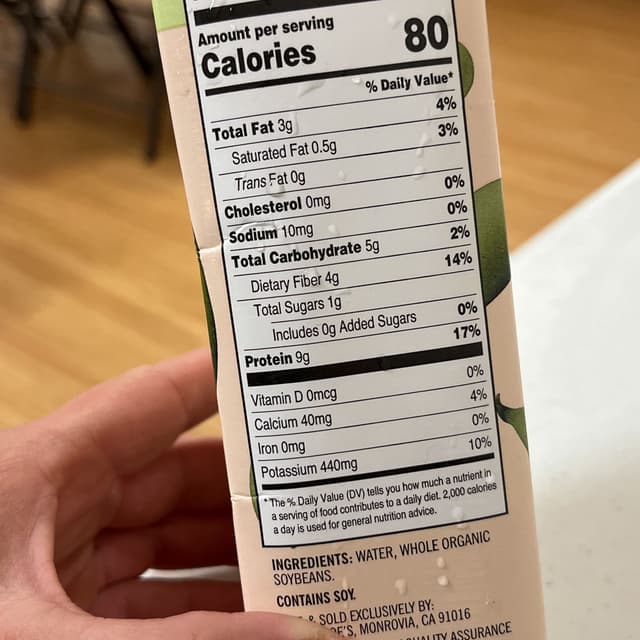 Amount per serving
Calories 80
% Daily Value*
Total Fat 3g 4%
Saturated Fat 0.5g 3%
Trans Fat 0g
Cholesterol 0mg 0%
Sodium 10mg 0%
Total Carbohydrate 5g 2%
Dietary Fiber 4g 14%
Total Sugars 1g
Includes 0g Added Sugars 0%
Protein 9g 17%
Vitamin D 0mcg 0%
Calcium 40mg 4%
Iron 0mg 0%
Potassium 440mg 10%
* The % Daily Value (DV) tells you how much a nutrient in
a serving of food contributes to a daily diet. 2,000 calories
a day is used for general nutrition advice.
INGREDIENTS: WATER, WHOLE ORGANIC
SOYBEANS.
CONTAINS SOY.
& SOLD EXCLUSIVELY BY:
MONROVIA, CA 91016
ASSURANCE